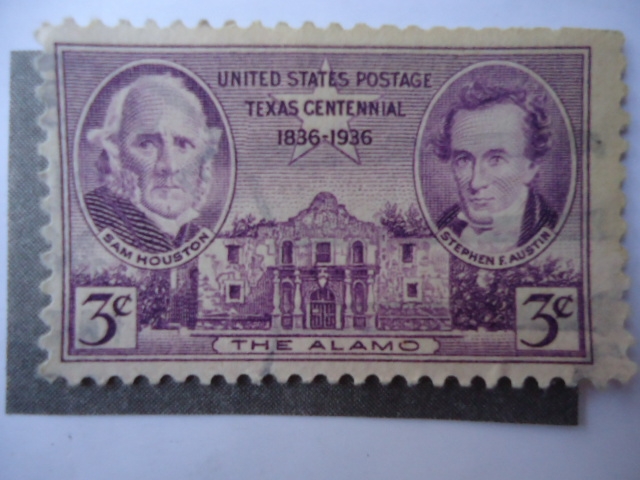 UNITED STATES POSTAGE
TEXAS CENTENNIAL
1836-1936
SAM HOUSTON
STEPHEN F. AUSTIN
3¢
3¢
THE ALAMO